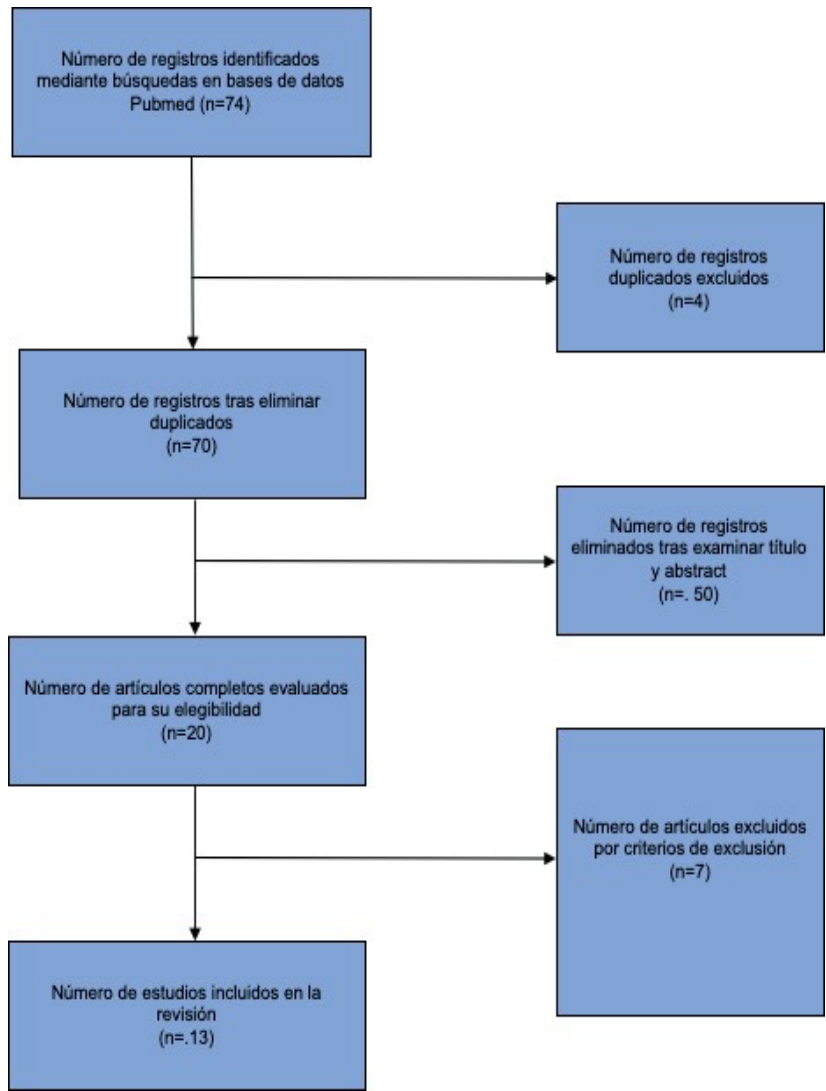 Número de registros identificados
mediante búsquedas en bases de datos
Pubmed (n=74)
Número de registros
duplicados excluidos
(n=4)
Número de registros tras eliminar
duplicados
(n=70)
Número de registros
eliminados tras examinar título
y abstract
(n=. 50)
Número de artículos completos evaluados
para su elegibilidad
(n=20)
Número de artículos excluidos
por criterios de exclusión
(n=7)
Número de estudios incluidos en la
revisión
(n=.13)